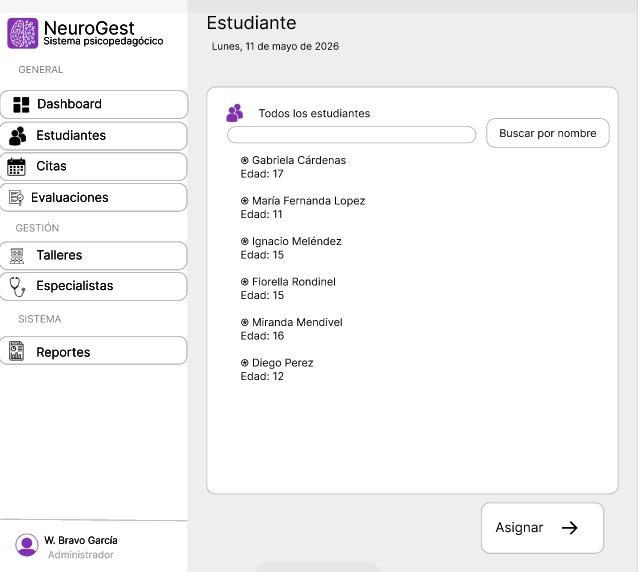 NeuroGest
Sistema psicopedagócico
GENERAL
Dashboard
Estudiantes
Citas
Evaluaciones
GESTIÓN
Talleres
Especialistas
SISTEMA
Reportes
W. Bravo García
Administrador
Estudiante
Lunes, 11 de mayo de 2026
Todos los estudiantes
Buscar por nombre
Gabriela Cárdenas
Edad: 17
María Fernanda Lopez
Edad: 11
Ignacio Meléndez
Edad: 15
Fiorella Rondinel
Edad: 15
Miranda Mendivel
Edad: 16
Diego Perez
Edad: 12
Asignar